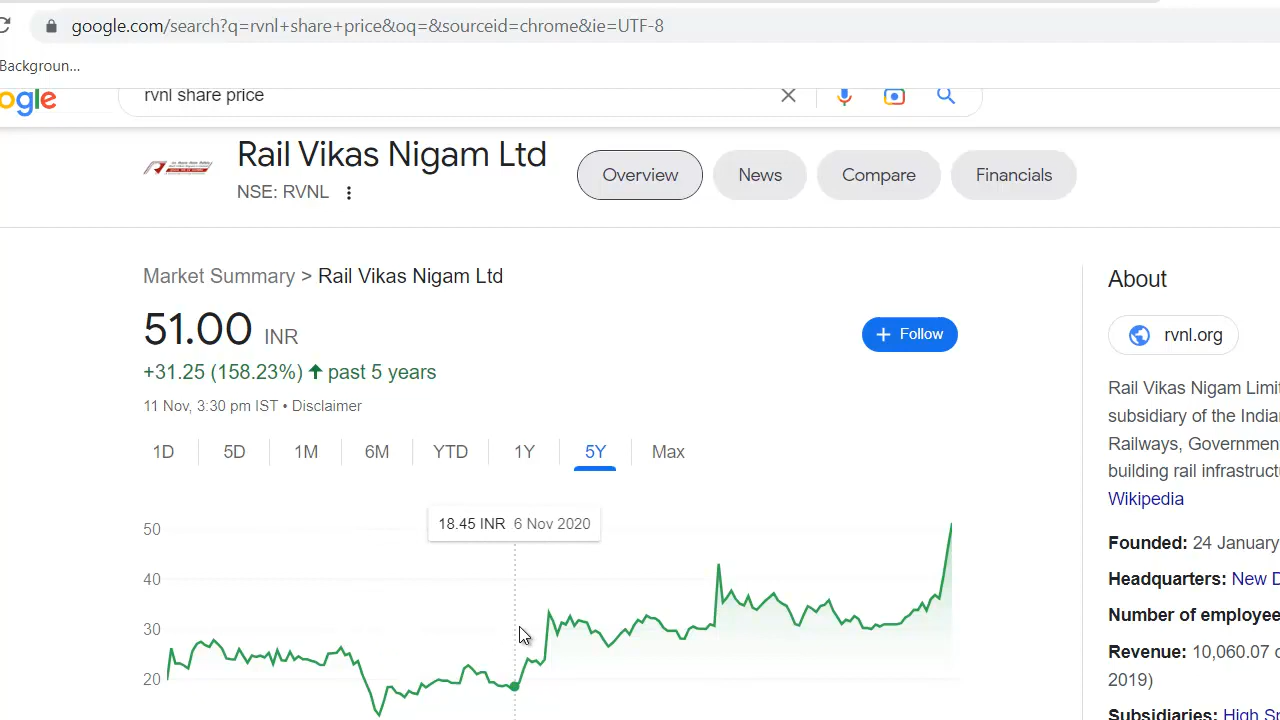 google.com/search?q=rvnl+share+price&oq=&sourceid=chrome&ie=UTF-8
Backgroun...
ogle
rvnl share price
Rail Vikas Nigam Ltd
NSE: RVNL
Overview
News
Compare
Financials
Market Summary > Rail Vikas Nigam Ltd
51.00 INR
+ Follow
+31.25 (158.23%) ↑ past 5 years
11 Nov, 3:30 pm IST • Disclaimer
1D 5D 1M 6M YTD 1Y 5Y Max
18.45 INR 6 Nov 2020
50
40
30
20
About
rvnl.org
Rail Vikas Nigam Limit
subsidiary of the India
Railways, Governmen
building rail infrastruct
Wikipedia
Founded: 24 January
Headquarters: New D
Number of employee
Revenue: 10,060.07 c
2019)
Subsidiaries: High Sp